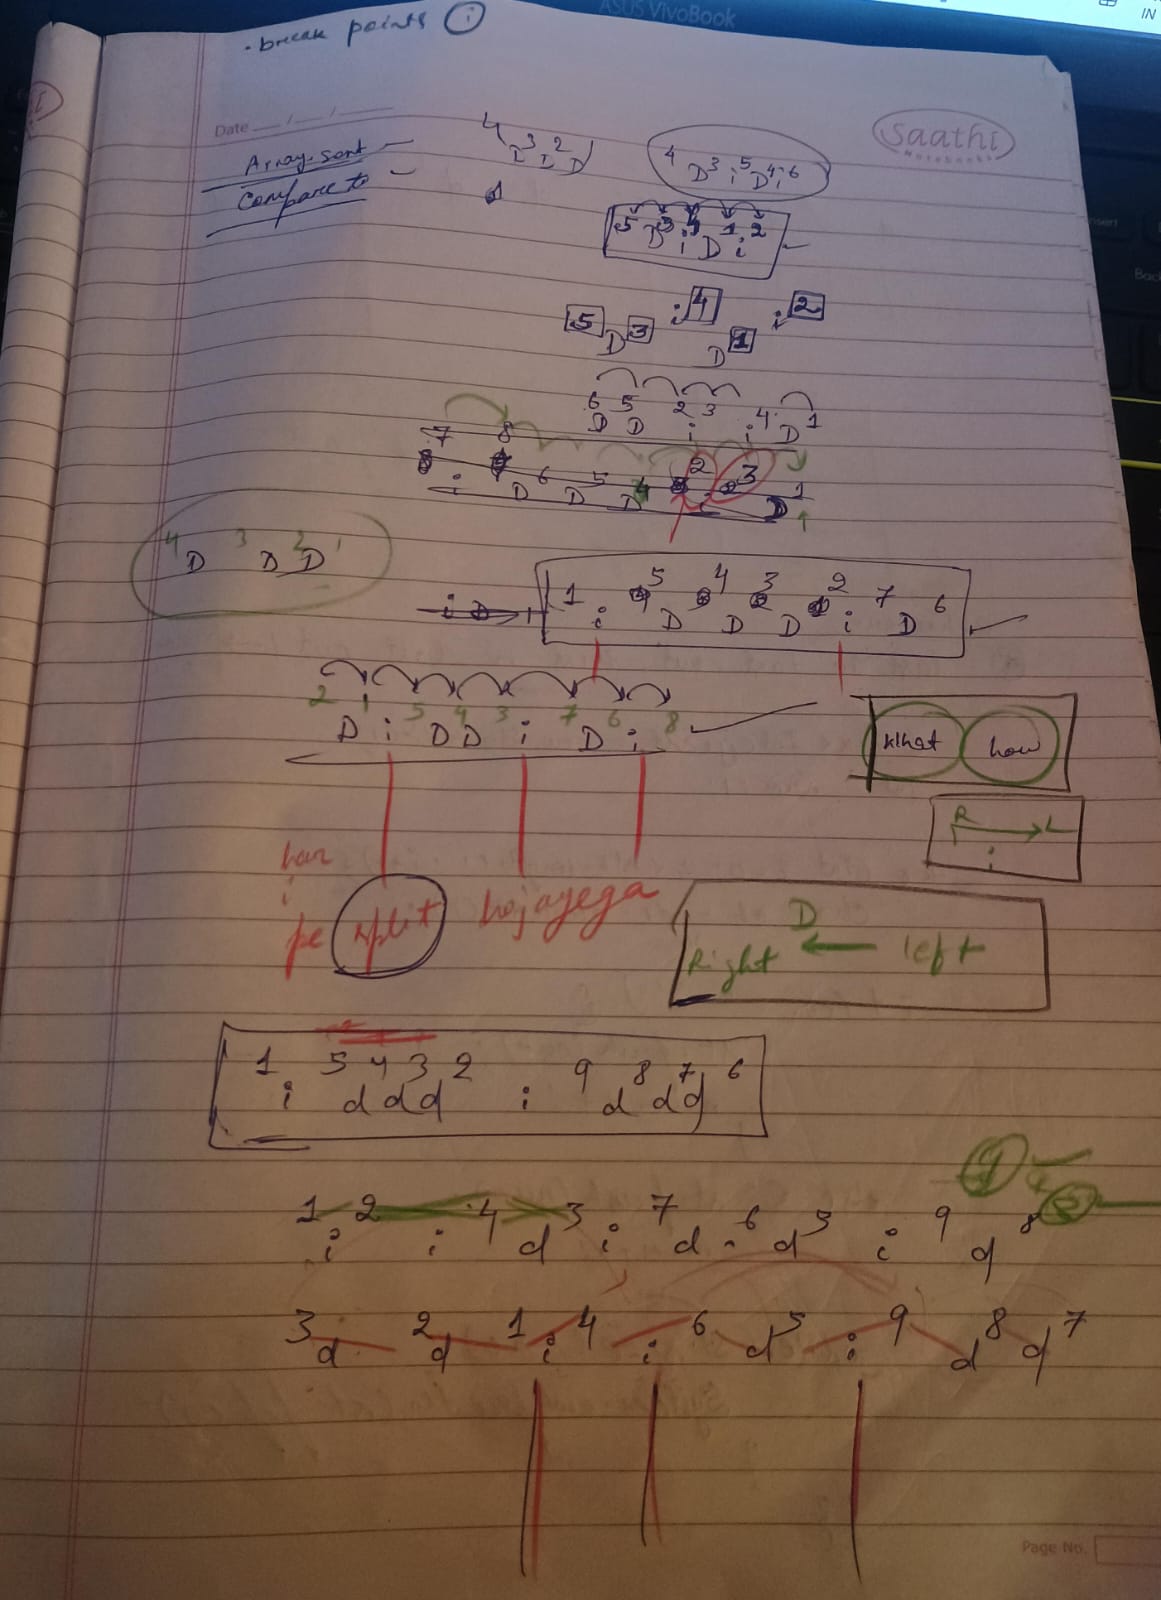 ASUS VivoBook
IN
. break points i
Date
Saathi
Notebooks
Array.sort -
Compare to -
4 D 3 D 2 D
4 D 3 i 5 D 4 i 6
5 D 3 i 4 D 1 i 2
5 D 3 i 4 D 1 i 2
6 D 5 D 2 i 3 i 4 D 1
7 8
i D 6 D 5 D 4 2 3 D 1
4 D 3 D 2 D 1
i D
1 i 5 D 4 D 3 D 2 i 7 D 6
2 D 1 i 5 D 4 D 3 i 7 D 6 i 8
What how
R L
i
har
i
pe split hojayega
D
Right ← left
1 i 5 d 4 d 3 d 2 i 9 d 8 d 7 d 6
1 i 2 i 4 d 3 i 7 d 6 d 5 i 9 d 8
3 d 2 d 1 i 4 i 6 d 5 i 9 d 8 d 7
Page No.